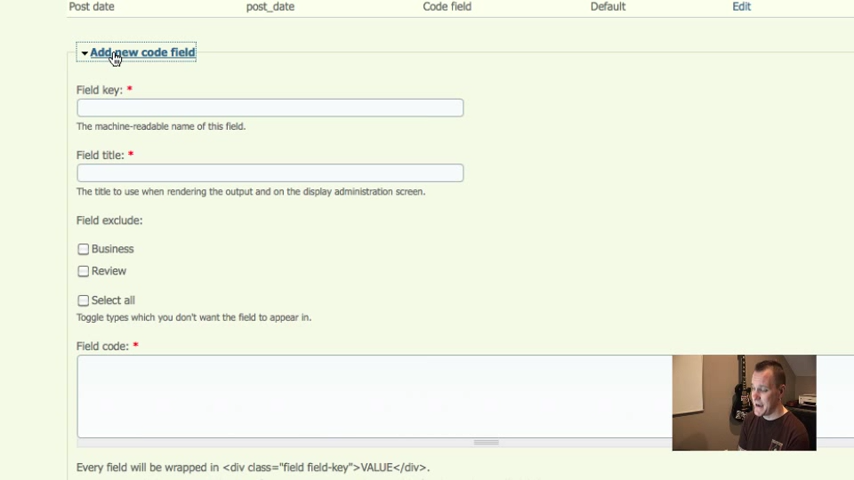 Post date post_date Code field Default Edit
Add new code field
Field key: *
The machine-readable name of this field.
Field title: *
The title to use when rendering the output and on the display administration screen.
Field exclude:
Business
Review
Select all
Toggle types which you don't want the field to appear in.
Field code: *
Every field will be wrapped in <div class="field field-key">VALUE</div>.